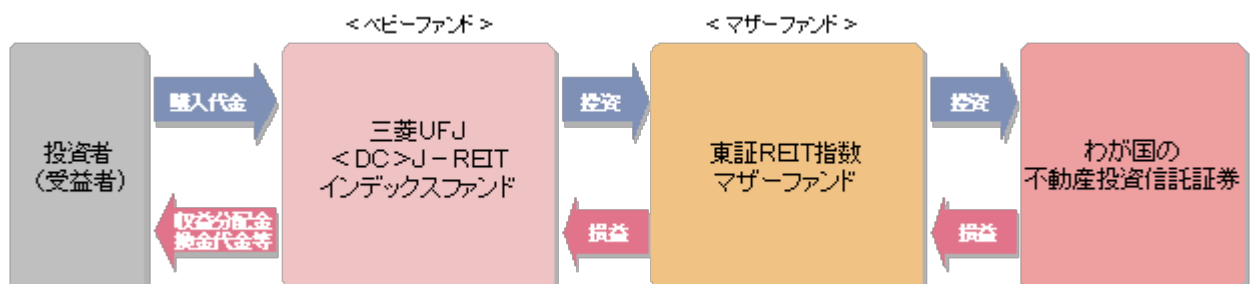 ＜ベビーファンド＞
＜マザーファンド＞
投資者
（受益者）
購入代金
収益分配金
換金代金等
三菱UFJ
＜DC＞J－REIT
インデックスファンド
投資
損益
東証REIT指数
マザーファンド
投資
損益
わが国の
不動産投資信託証券